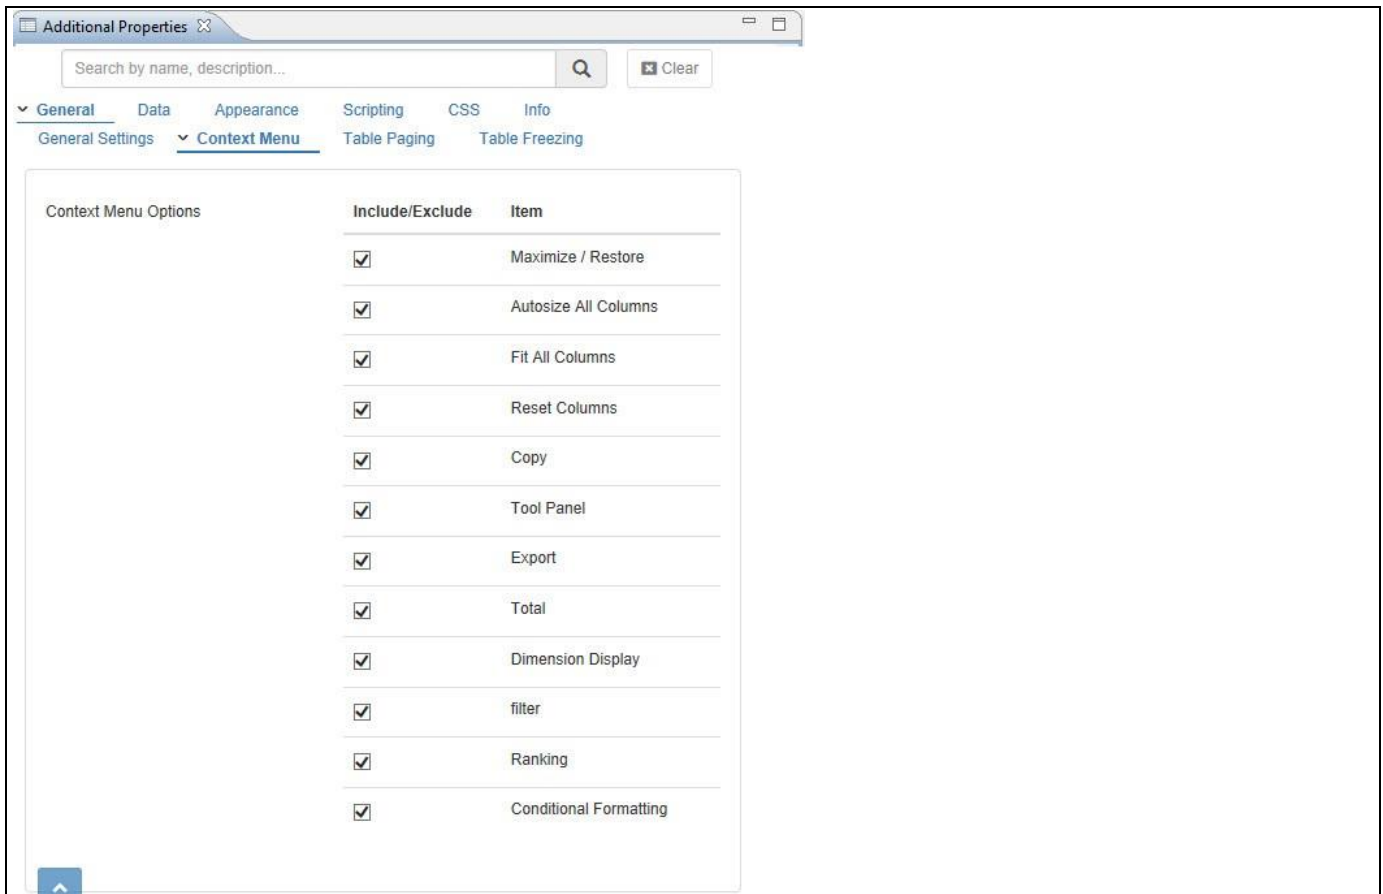 Additional Properties
Search by name, description...
Clear
General Data Appearance Scripting CSS Info
General Settings Context Menu Table Paging Table Freezing
Context Menu Options Include/Exclude Item
Maximize / Restore
Autosize All Columns
Fit All Columns
Reset Columns
Copy
Tool Panel
Export
Total
Dimension Display
filter
Ranking
Conditional Formatting